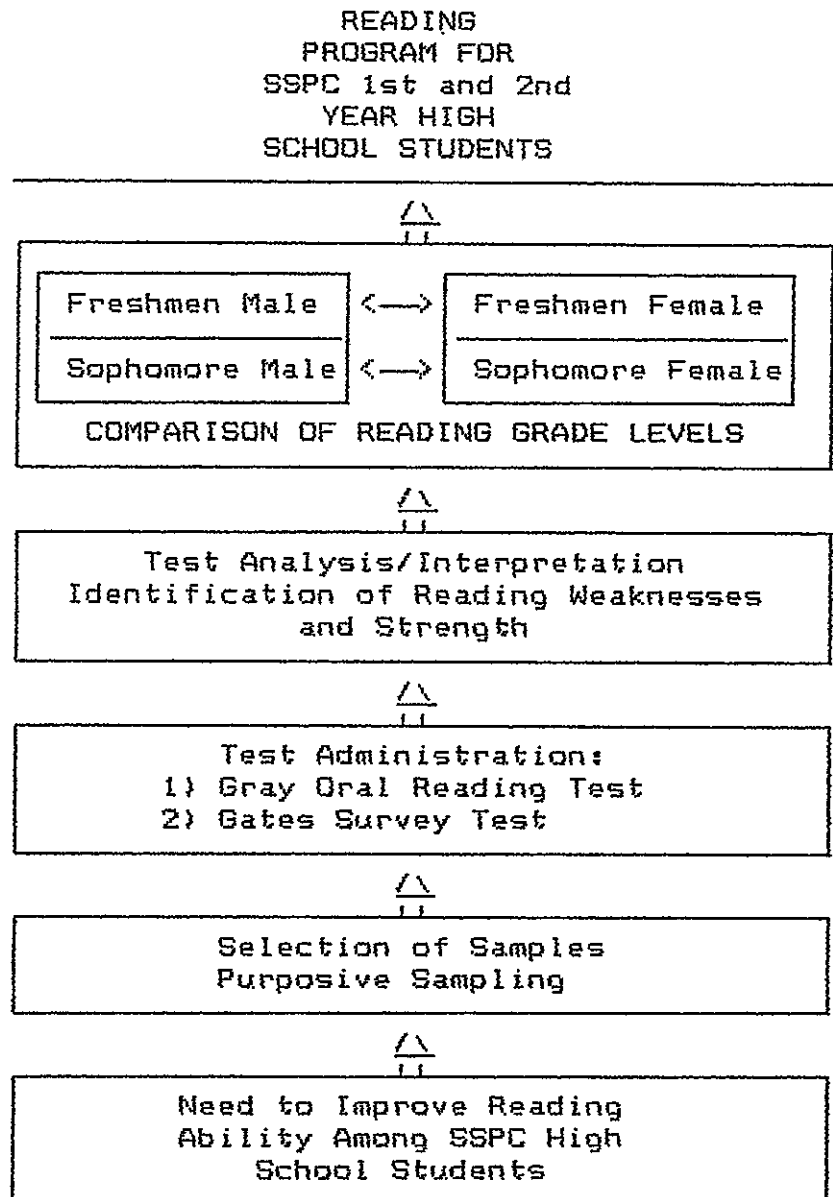 READING
PROGRAM FOR
SSPC 1st and 2nd
YEAR HIGH
SCHOOL STUDENTS
Freshmen Male <—> Freshmen Female
Sophomore Male <—> Sophomore Female
COMPARISON OF READING GRADE LEVELS
Test Analysis/Interpretation
Identification of Reading Weaknesses
and Strength
Test Administration:
1) Gray Oral Reading Test
2) Gates Survey Test
Selection of Samples
Purposive Sampling
Need to Improve Reading
Ability Among SSPC High
School Students